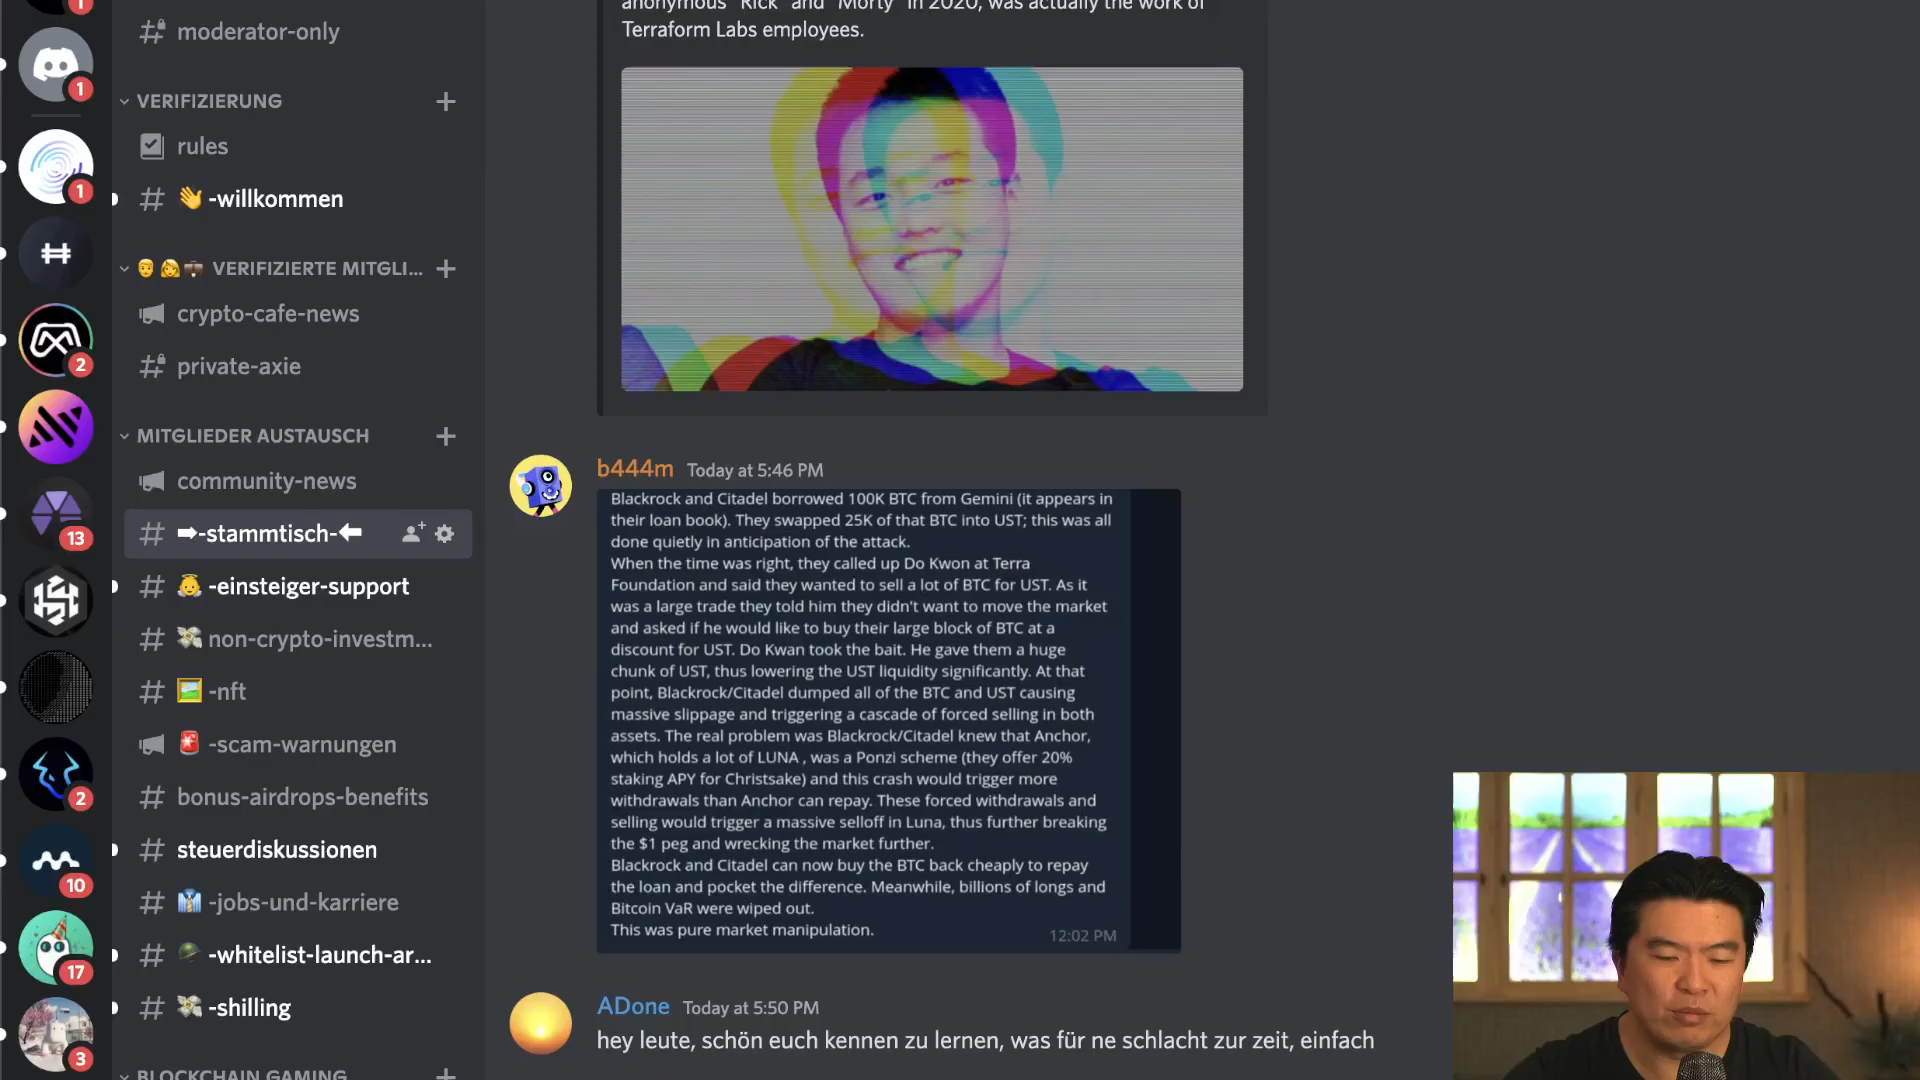 1
moderator-only
1
VERIFIZIERUNG
rules
1
-willkommen
VERIFIZIERTE MITGLI...
crypto-cafe-news
private-axie
2
MITGLIEDER AUSTAUSCH
community-news
-stammtisch-
13
-einsteiger-support
non-crypto-investm...
-nft
-scam-warnungen
2
bonus-airdrops-benefits
steuerdiskussionen
10
-jobs-und-karriere
-whitelist-launch-ar...
17
-shilling
3
BLOCKCHAIN GAMING
anonymous "Rick" and "Morty" in 2020, was actually the work of
Terraform Labs employees.
b444m Today at 5:46 PM
Blackrock and Citadel borrowed 100K BTC from Gemini (it appears in
their loan book). They swapped 25K of that BTC into UST; this was all
done quietly in anticipation of the attack.
When the time was right, they called up Do Kwon at Terra
Foundation and said they wanted to sell a lot of BTC for UST. As it
was a large trade they told him they didn't want to move the market
and asked if he would like to buy their large block of BTC at a
discount for UST. Do Kwan took the bait. He gave them a huge
chunk of UST, thus lowering the UST liquidity significantly. At that
point, Blackrock/Citadel dumped all of the BTC and UST causing
massive slippage and triggering a cascade of forced selling in both
assets. The real problem was Blackrock/Citadel knew that Anchor,
which holds a lot of LUNA , was a Ponzi scheme (they offer 20%
staking APY for Christsake) and this crash would trigger more
withdrawals than Anchor can repay. These forced withdrawals and
selling would trigger a massive selloff in Luna, thus further breaking
the $1 peg and wrecking the market further.
Blackrock and Citadel can now buy the BTC back cheaply to repay
the loan and pocket the difference. Meanwhile, billions of longs and
Bitcoin VaR were wiped out.
This was pure market manipulation.
12:02 PM
ADone Today at 5:50 PM
hey leute, schön euch kennen zu lernen, was für ne schlacht zur zeit, einfach